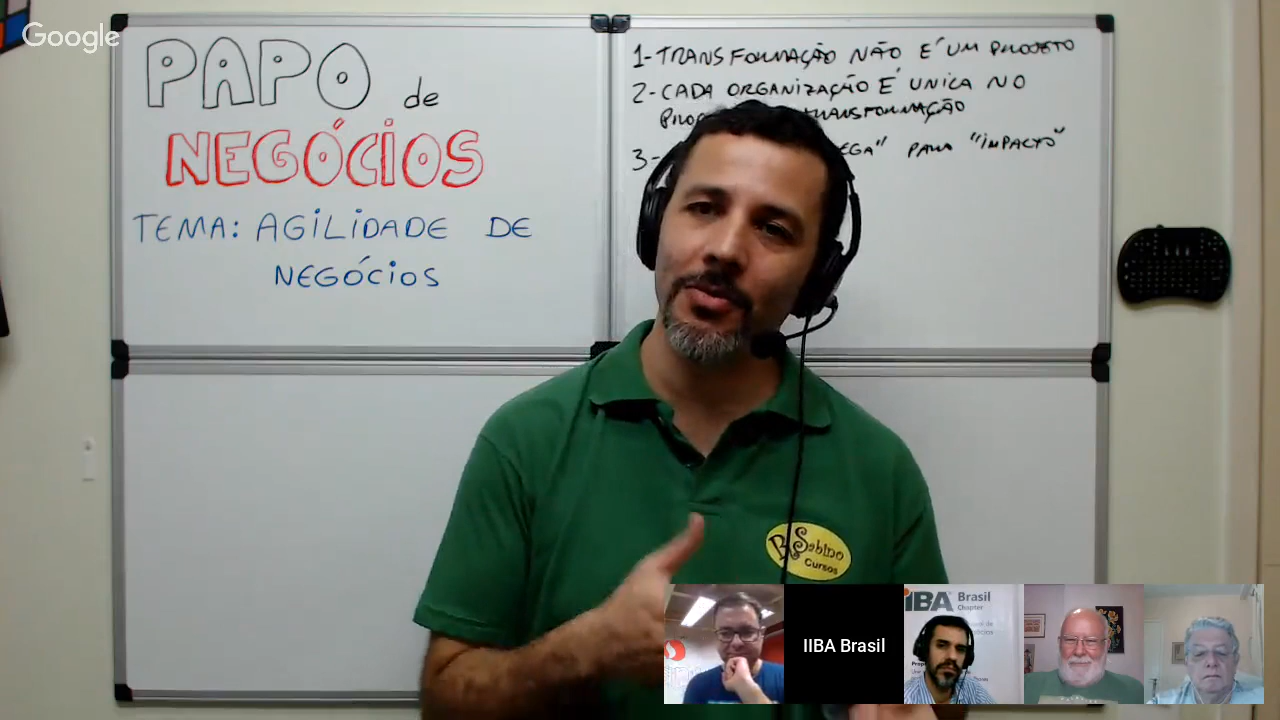 Google
PAPO de
NEGÓCIOS
TEMA: AGILIDADE DE
NEGÓCIOS
1- TRANSFORMAÇÃO NÃO É UM PROJETO
2- CADA ORGANIZAÇÃO É UNICA NO
TRANSFORMAÇÃO
3- PARA "IMPACTO"
Sabino
Cursos
IIBA Brasil
IIBA Brasil
Chapter